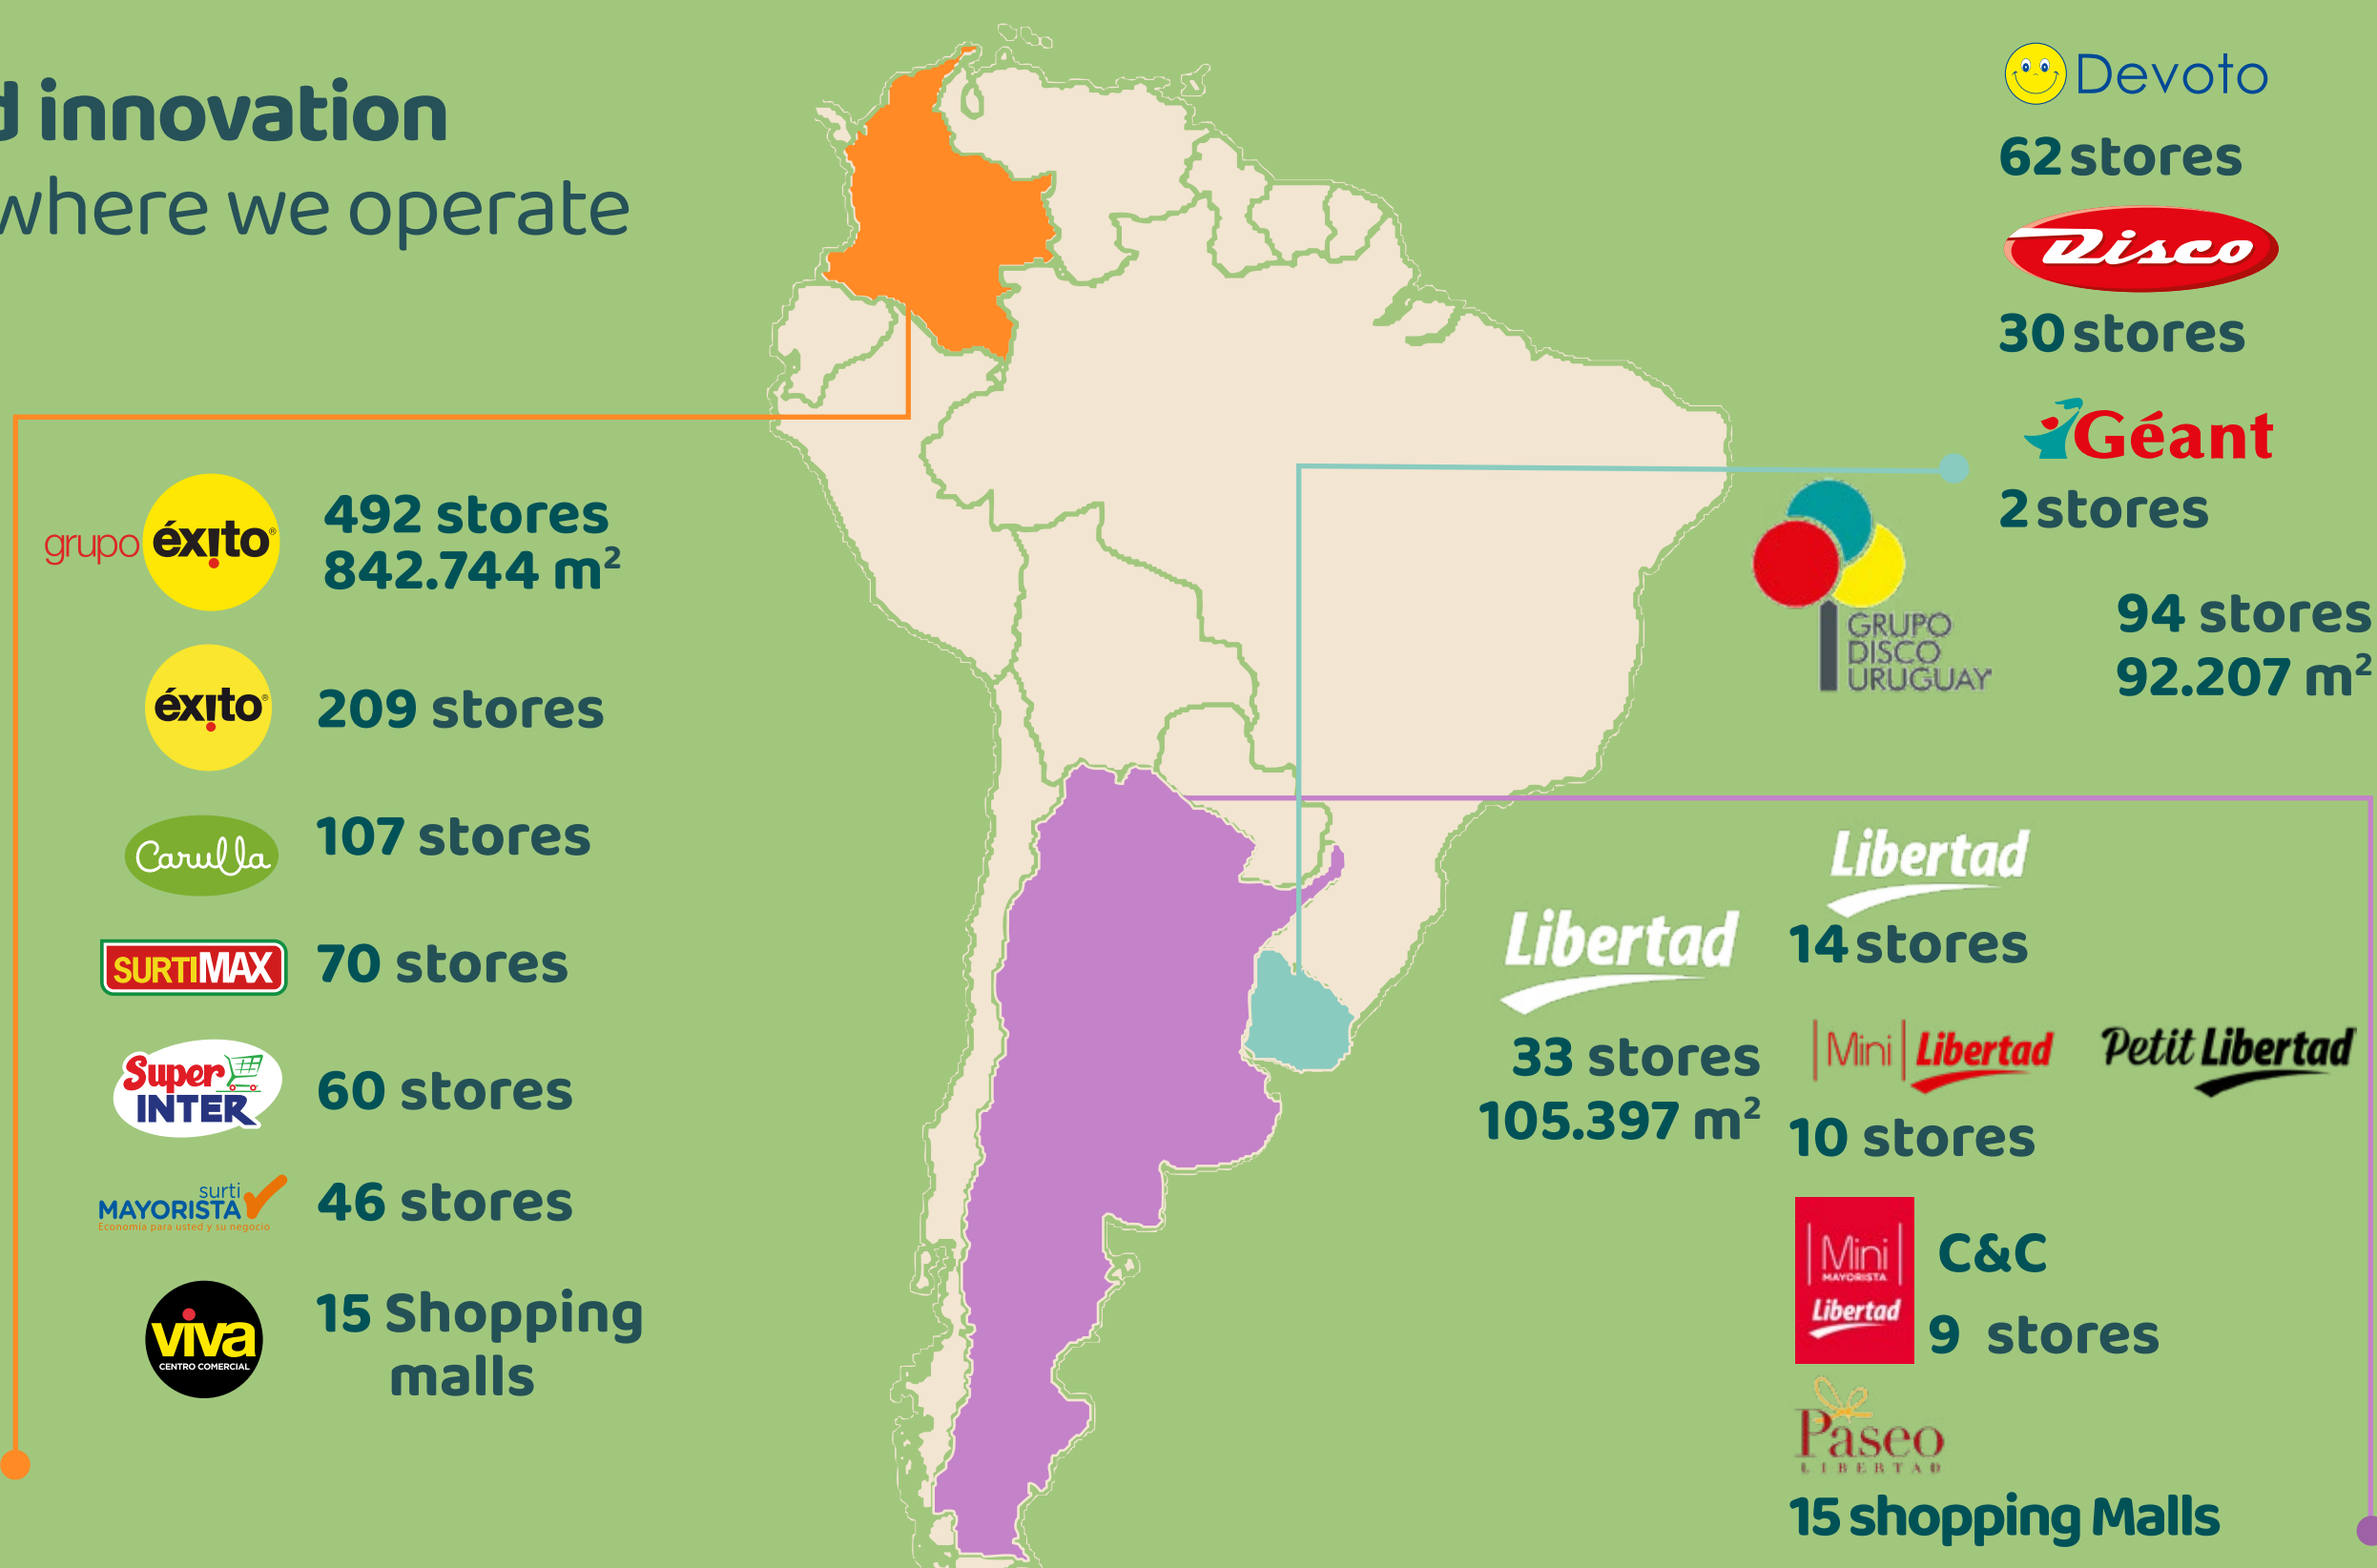 innovation
where we operate
grupo éxito®
492 stores
842.744 m²
éxito®
209 stores
Carulla
107 stores
SURTIMAX
70 stores
Super
INTER
60 stores
surti
MAYORISTA
Economía para usted y su negocio
46 stores
viva
CENTRO COMERCIAL
15 Shopping
malls
Devoto
62 stores
Disco
30 stores
Géant
2 stores
GRUPO
DISCO
URUGUAY
94 stores
92.207 m²
Libertad
33 stores
105.397 m²
Libertad
14 stores
Mini Libertad
Petit Libertad
10 stores
Mini
MAYORISTA
Libertad
C&C
9 stores
Paseo
LIBERTAD
15 shopping Malls